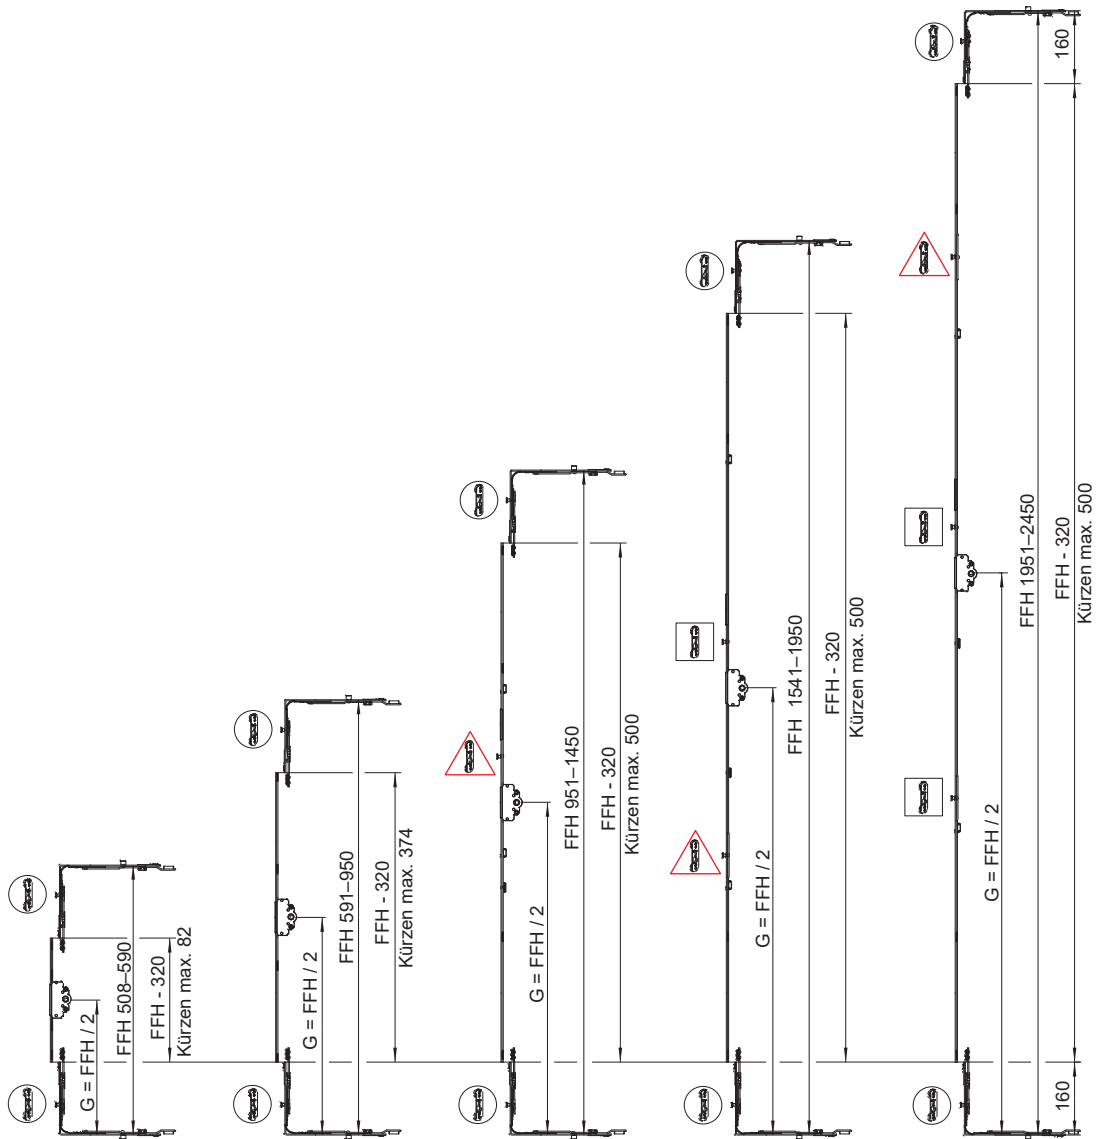 G = FFH / 2
FFH 508–590
FFH - 320
Kürzen max. 82
G = FFH / 2
FFH 591–950
FFH - 320
Kürzen max. 374
G = FFH / 2
FFH 951–1450
FFH - 320
Kürzen max. 500
G = FFH / 2
FFH 1541–1950
FFH - 320
Kürzen max. 500
G = FFH / 2
FFH 1951–2450
160
FFH - 320
Kürzen max. 500
160